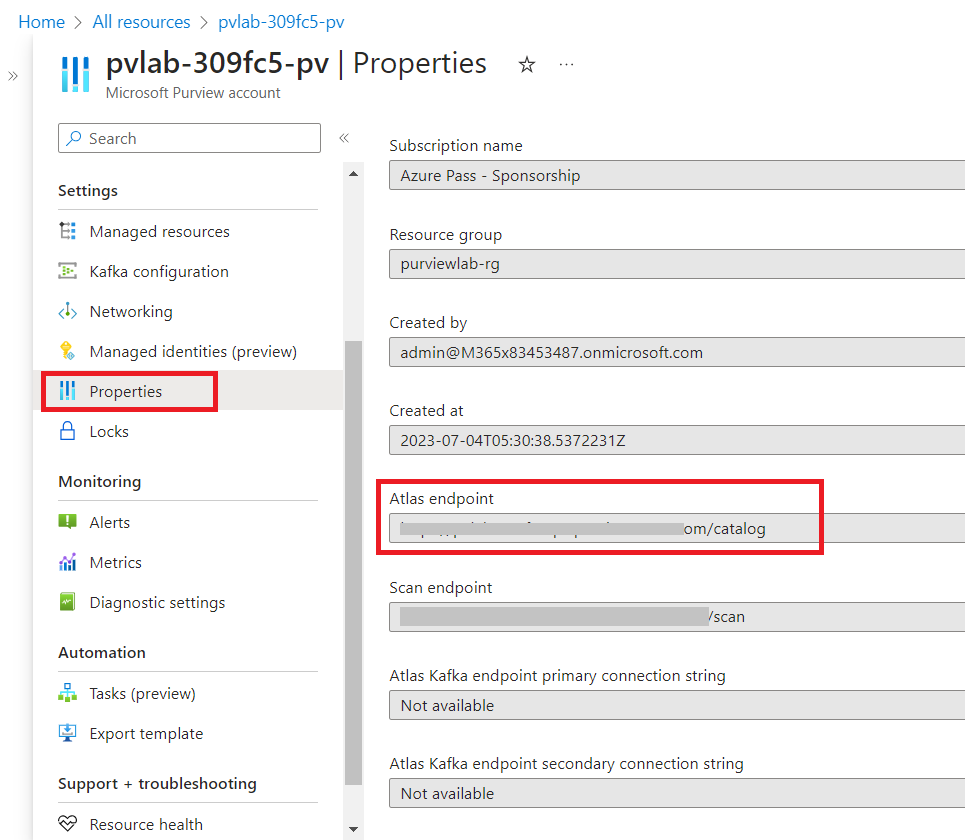 Home > All resources > pvlab-309fc5-pv
pvlab-309fc5-pv | Properties
Microsoft Purview account
Search
Settings
Managed resources
Kafka configuration
Networking
Managed identities (preview)
Properties
Locks
Monitoring
Alerts
Metrics
Diagnostic settings
Automation
Tasks (preview)
Export template
Support + troubleshooting
Resource health
Subscription name
Azure Pass - Sponsorship
Resource group
purviewlab-rg
Created by
admin@M365x83453487.onmicrosoft.com
Created at
2023-07-04T05:30:38.5372231Z
Atlas endpoint
om/catalog
Scan endpoint
/scan
Atlas Kafka endpoint primary connection string
Not available
Atlas Kafka endpoint secondary connection string
Not available